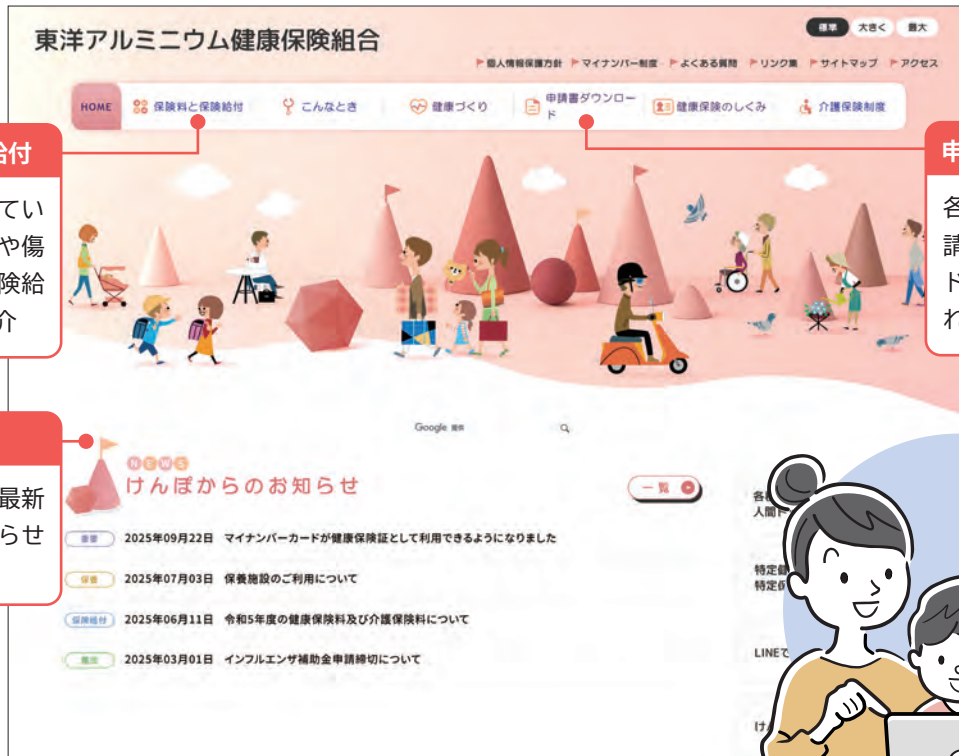 東洋アルミニウム健康保険組合
標準 大きく 最大
個人情報保護方針 マイナンバー制度 よくある質問 リンク集 サイトマップ アクセス
HOME 保険料と保険給付 こんなとき 健康づくり 申請書ダウンロー
ド 健康保険のしくみ 介護保険制度
給付
てい
や傷
険給
介
申
各
請
ド
れ
Google 提供
最新
らせ
NEWS
けんぽからのお知らせ
一覧
重要 2025年09月22日 マイナンバーカードが健康保険証として利用できるようになりました
保養 2025年07月03日 保養施設のご利用について
保険給付 2025年06月11日 令和5年度の健康保険料及び介護保険料について
2025年03月01日 インフルエンザ補助金申請締切について
各
人間ド
特定健
特定保
LINEで
けん